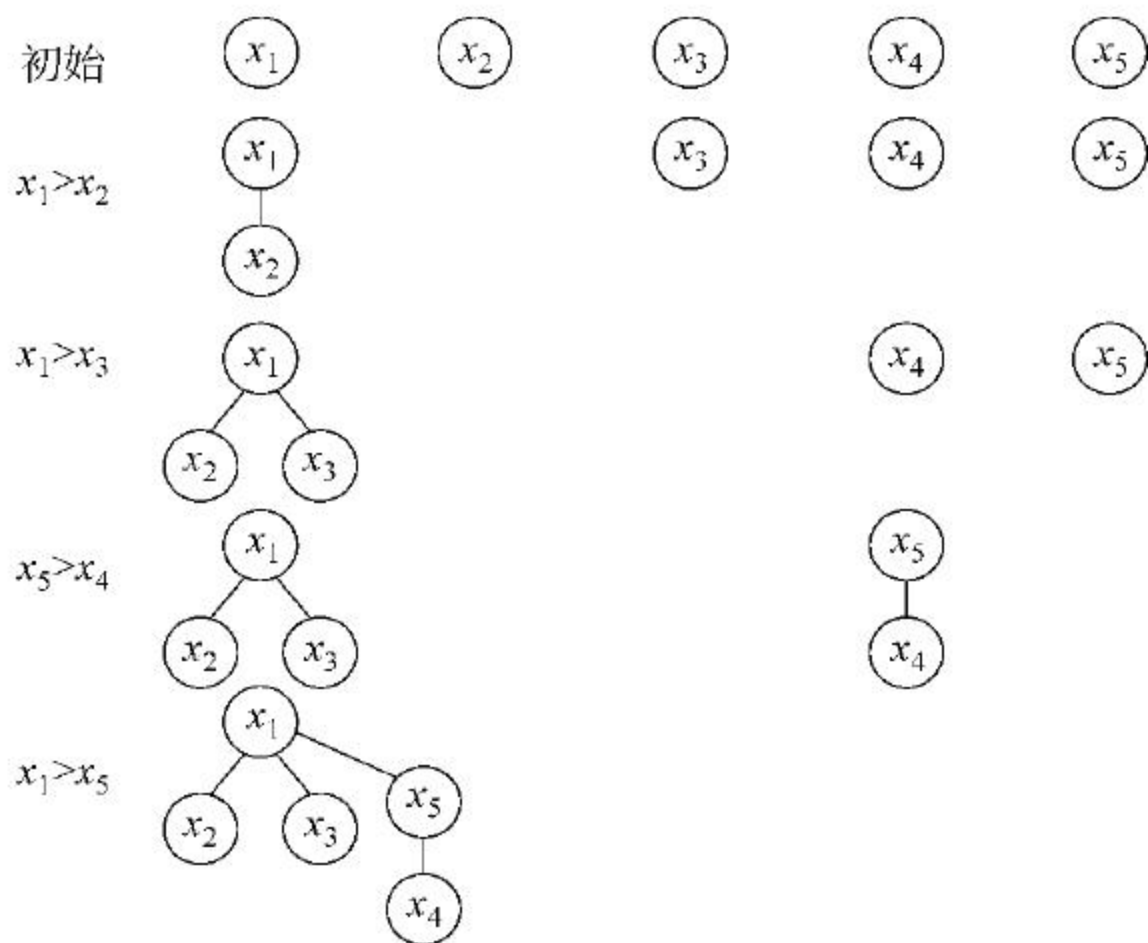 初始 x₁ x₂ x₃ x₄ x₅
x₁ x₃ x₄ x₅
x₁>x₂
x₂
x₁>x₃ x₁ x₄ x₅
x₂ x₃
x₁ x₅
x₅>x₄
x₂ x₃ x₄
x₁
x₁>x₅
x₅
x₂ x₃
x₄